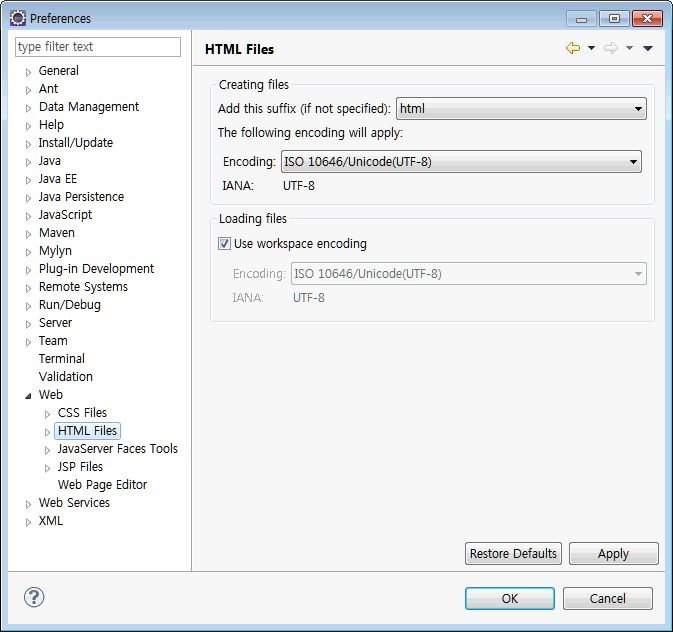 Preferences
type filter text
General
Ant
Data Management
Help
Install/Update
Java
Java EE
Java Persistence
JavaScript
Maven
Mylyn
Plug-in Development
Remote Systems
Run/Debug
Server
Team
Terminal
Validation
Web
CSS Files
HTML Files
JavaServer Faces Tools
JSP Files
Web Page Editor
Web Services
XML
HTML Files
Creating files
Add this suffix (if not specified): html
The following encoding will apply:
Encoding: ISO 10646/Unicode(UTF-8)
IANA: UTF-8
Loading files
Use workspace encoding
Encoding: ISO 10646/Unicode(UTF-8)
IANA: UTF-8
Restore Defaults Apply
? OK Cancel